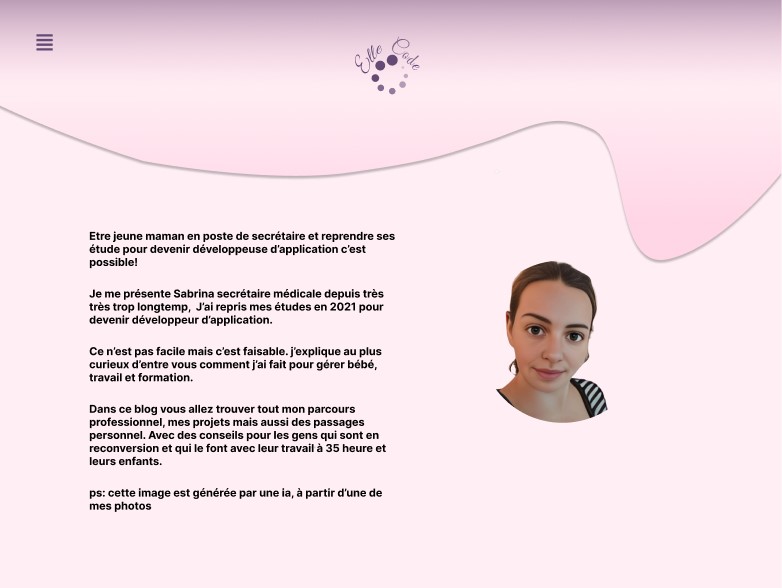 Elle Code
Etre jeune maman en poste de secrétaire et reprendre ses
étude pour devenir développeuse d’application c’est
possible!
Je me présente Sabrina secrétaire médicale depuis très
très trop longtemp, J’ai repris mes études en 2021 pour
devenir développeur d’application.
Ce n’est pas facile mais c’est faisable. j’explique au plus
curieux d’entre vous comment j’ai fait pour gérer bébé,
travail et formation.
Dans ce blog vous allez trouver tout mon parcours
professionnel, mes projets mais aussi des passages
personnel. Avec des conseils pour les gens qui sont en
reconversion et qui le font avec leur travail à 35 heure et
leurs enfants.
ps: cette image est générée par une ia, à partir d’une de
mes photos